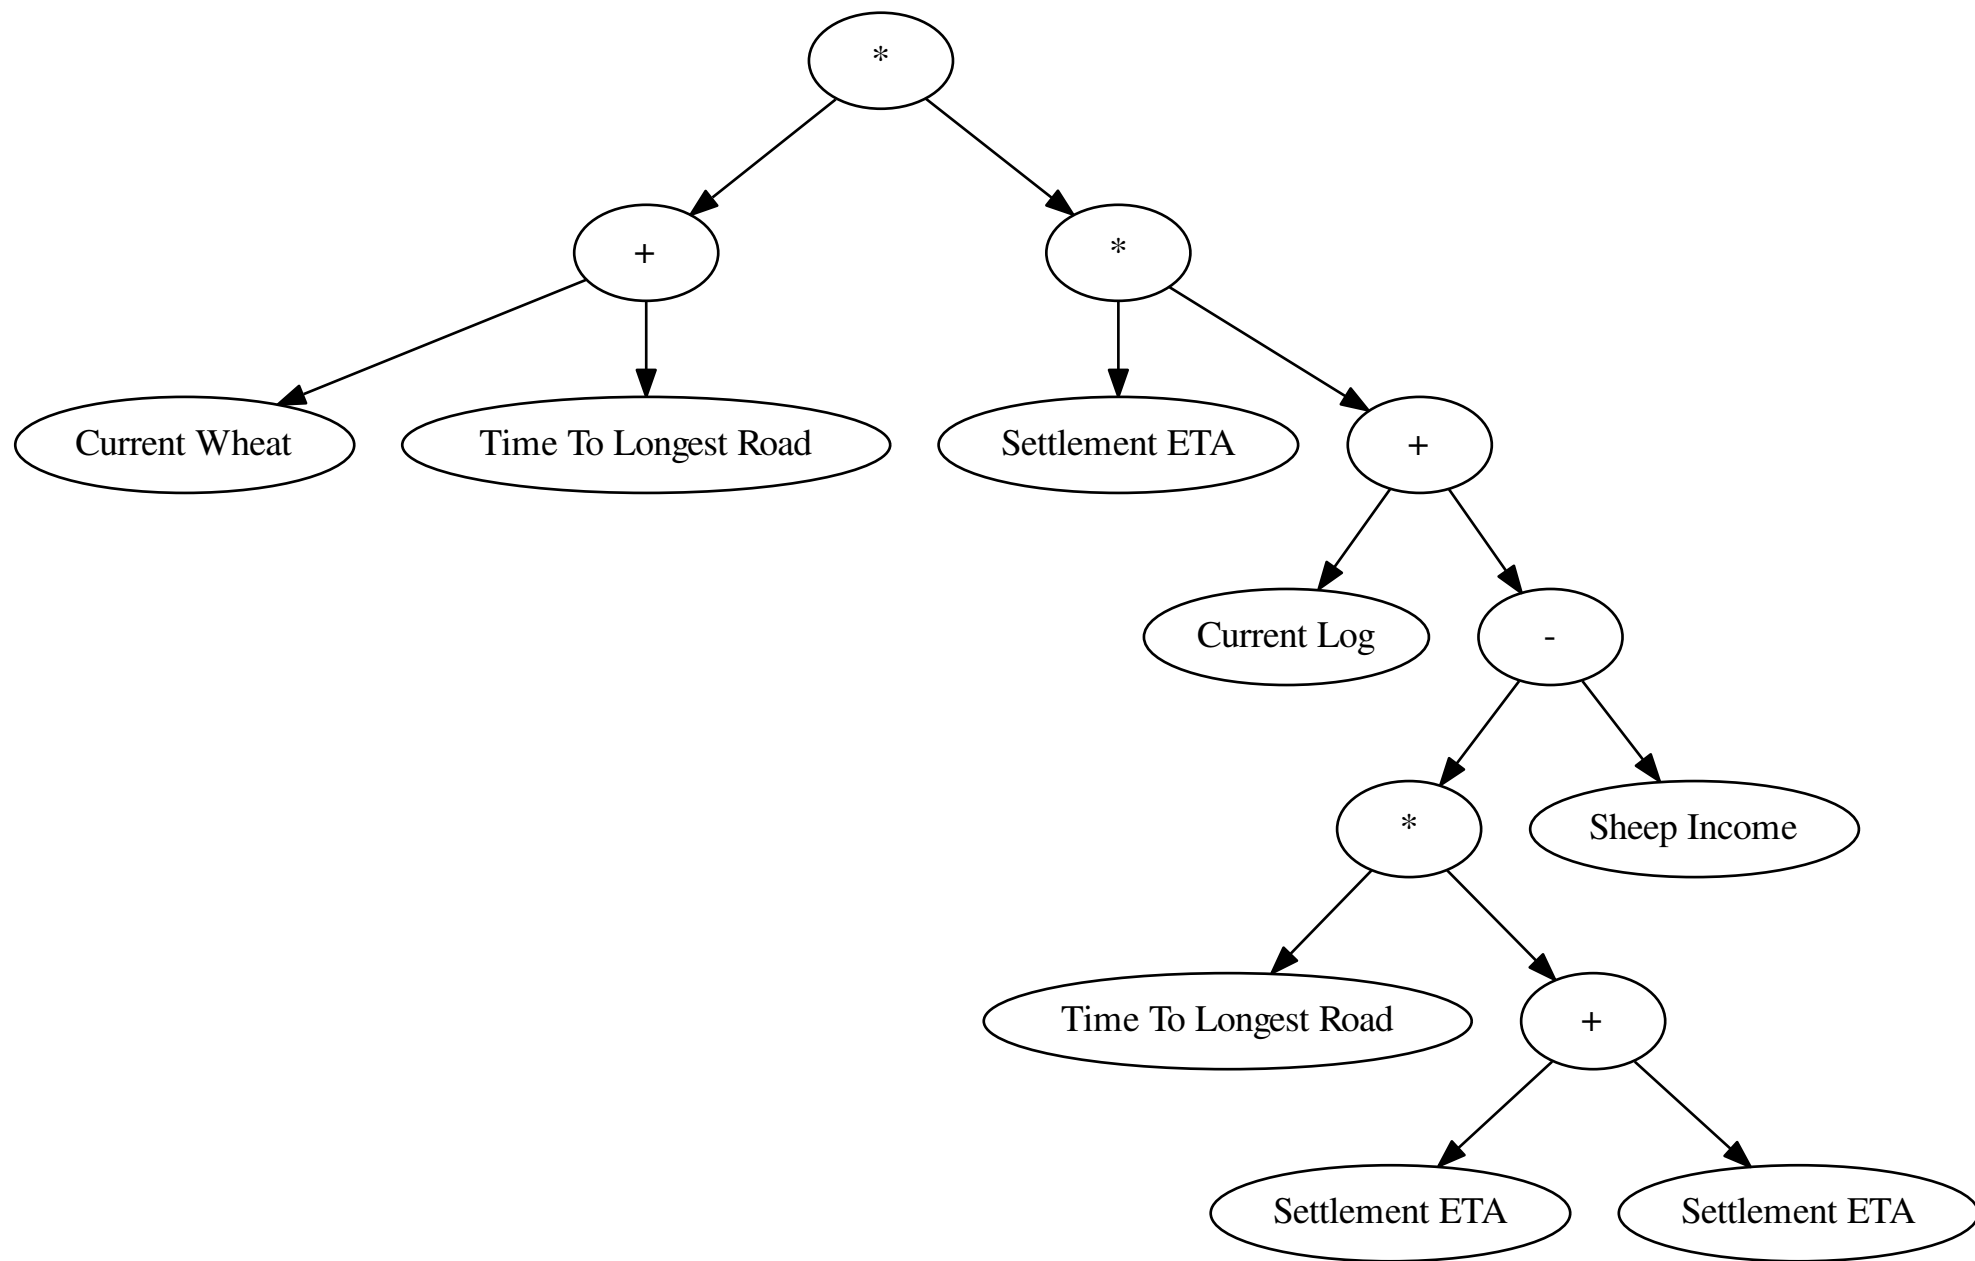 *
+
*
Current Wheat
Time To Longest Road
Settlement ETA
+
Current Log
-
*
Sheep Income
Time To Longest Road
+
Settlement ETA
Settlement ETA